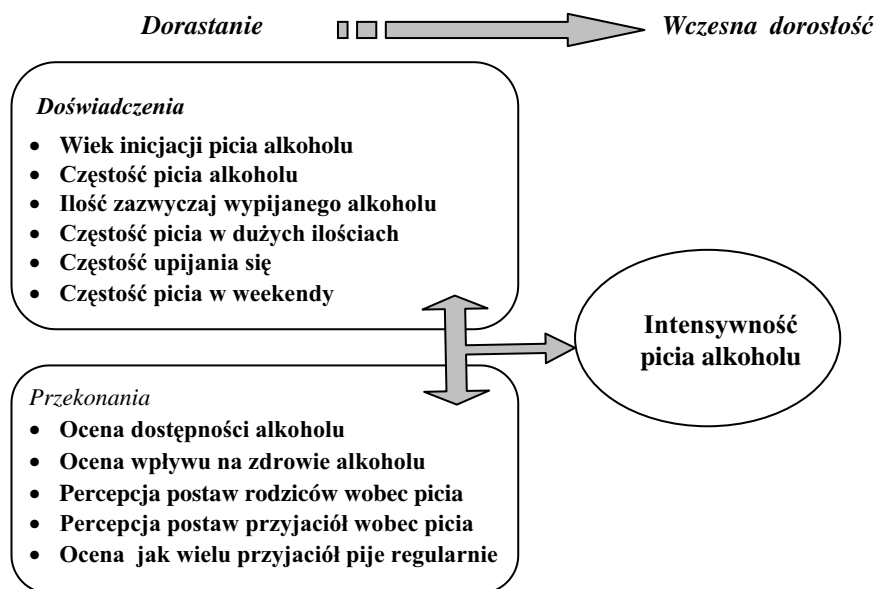 Dorastanie
Wczesna dorosłość
Doświadczenia
• Wiek inicjacji picia alkoholu
• Częstość picia alkoholu
• Ilość zazwyczaj wypijanego alkoholu
• Częstość picia w dużych ilościach
• Częstość upijania się
• Częstość picia w weekendy
Intensywność
picia alkoholu
Przekonania
• Ocena dostępności alkoholu
• Ocena wpływu na zdrowie alkoholu
• Percepcja postaw rodziców wobec picia
• Percepcja postaw przyjaciół wobec picia
• Ocena jak wielu przyjaciół pije regularnie